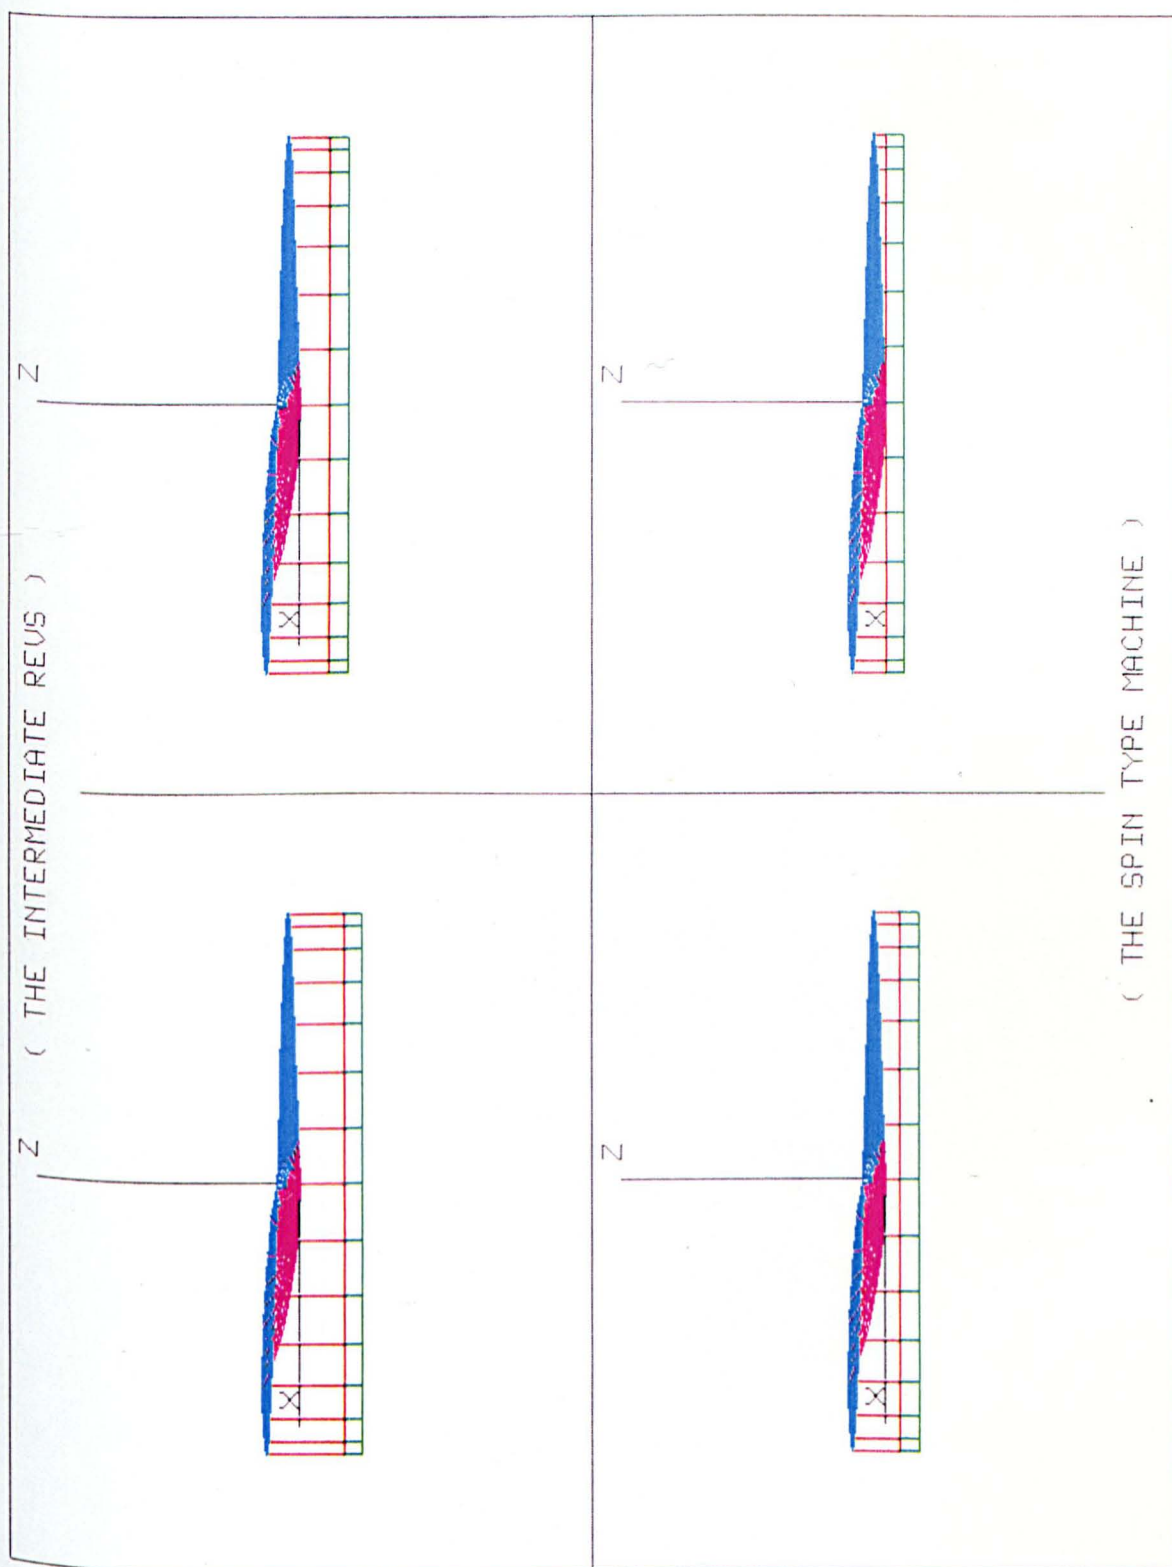 ( THE INTERMEDIATE REVS )
Z
Z
X
X
Z
Z
X
X
( THE SPIN TYPE MACHINE )